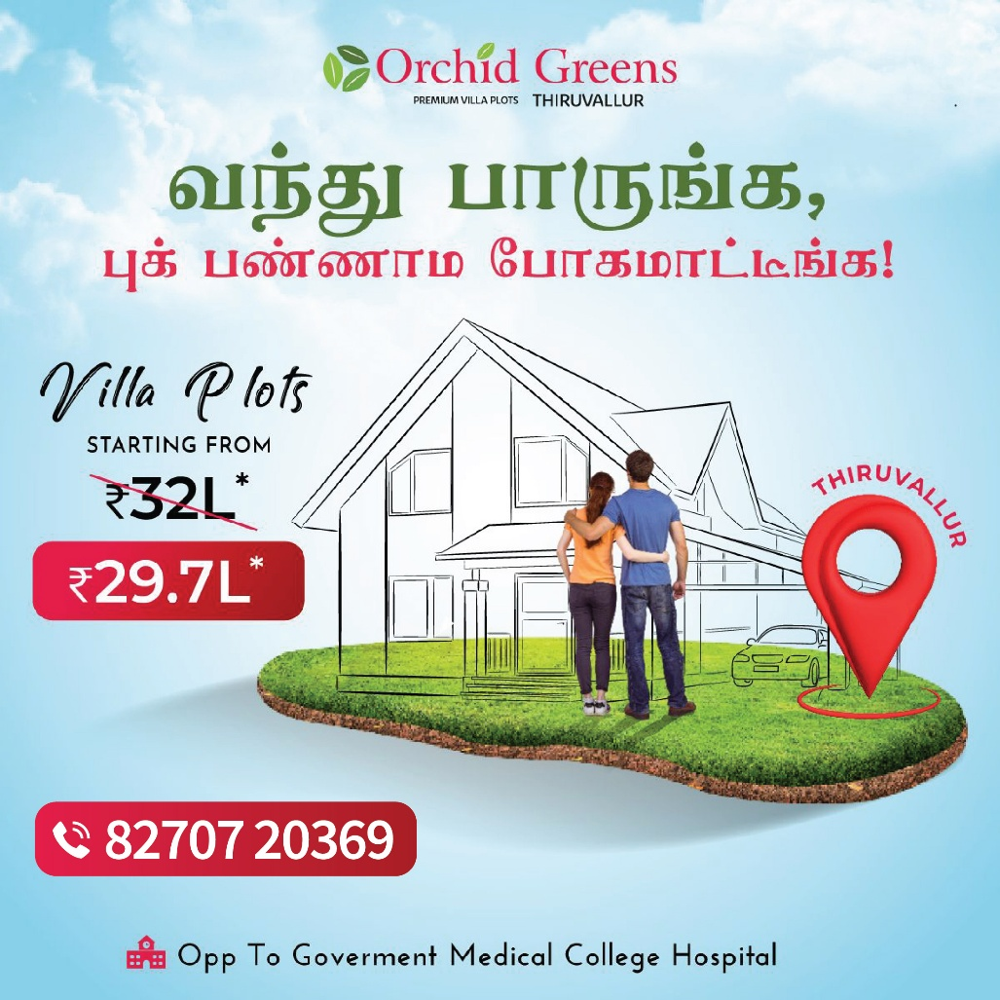 Orchid Greens
PREMIUM VILLA PLOTS THIRUVALLUR
வந்து பாருங்க,
புக் பண்ணாம போகமாட்டீங்க!
Villa Plots
STARTING FROM
₹32L*
₹29.7L*
THIRUVALLUR
82707 20369
Opp To Goverment Medical College Hospital